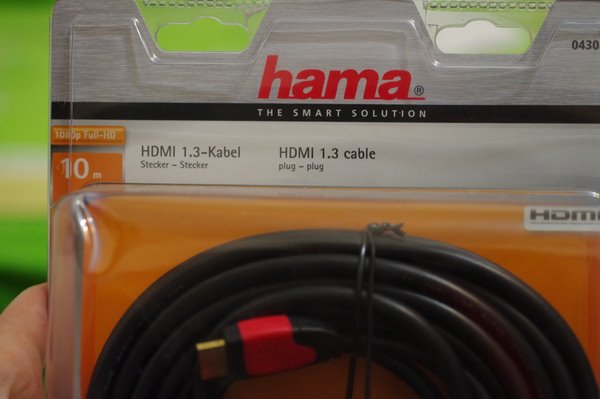 0430
hama®
THE SMART SOLUTION
1080p Full-HD
10 m
HDMI 1.3-Kabel
Stecker – Stecker
HDMI 1.3 cable
plug – plug
HDMI